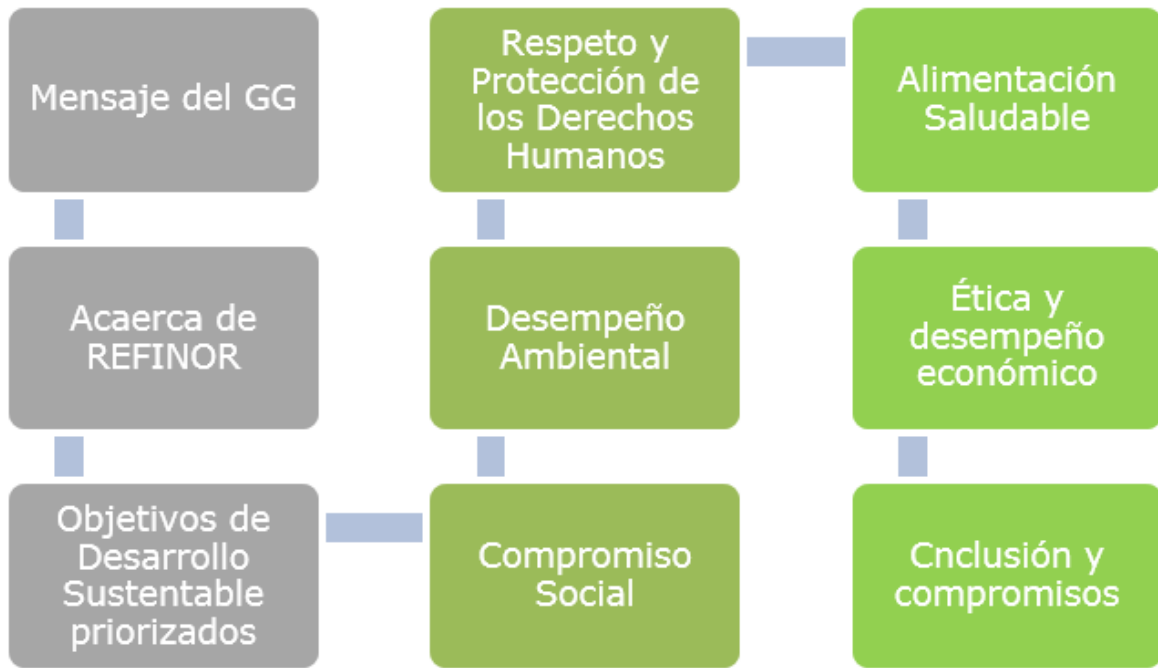 Mensaje del GG
Acaerca de
REFINOR
Objetivos de
Desarrollo
Sustentable
priorizados
Compromiso
Social
Desempeño
Ambiental
Respeto y
Protección de
los Derechos
Humanos
Alimentación
Saludable
Ética y
desempeño
económico
Cnclusión y
compromisos